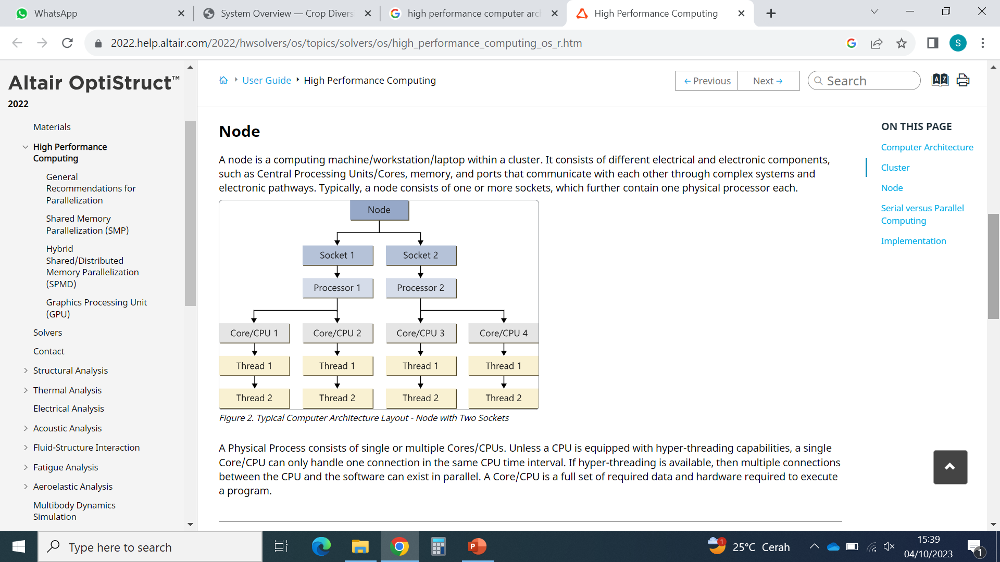 WhatsApp
System Overview — Crop Divers
high performance computer arc
High Performance Computing
2022.help.altair.com/2022/hwsolvers/os/topics/solvers/os/high_performance_computing_os_r.htm
S
Altair OptiStruct™
2022
Materials
High Performance
Computing
General
Recommendations for
Parallelization
Shared Memory
Parallelization (SMP)
Hybrid
Shared/Distributed
Memory Parallelization
(SPMD)
Graphics Processing Unit
(GPU)
Solvers
Contact
Structural Analysis
Thermal Analysis
Electrical Analysis
Acoustic Analysis
Fluid-Structure Interaction
Fatigue Analysis
Aeroelastic Analysis
Multibody Dynamics
Simulation
User Guide High Performance Computing
Previous Next
Search
A Z
Node
A node is a computing machine/workstation/laptop within a cluster. It consists of different electrical and electronic components,
such as Central Processing Units/Cores, memory, and ports that communicate with each other through complex systems and
electronic pathways. Typically, a node consists of one or more sockets, which further contain one physical processor each.
Node
Socket 1 Socket 2
Processor 1 Processor 2
Core/CPU 1 Core/CPU 2 Core/CPU 3 Core/CPU 4
Thread 1 Thread 1 Thread 1 Thread 1
Thread 2 Thread 2 Thread 2 Thread 2
Figure 2. Typical Computer Architecture Layout - Node with Two Sockets
A Physical Process consists of single or multiple Cores/CPUs. Unless a CPU is equipped with hyper-threading capabilities, a single
Core/CPU can only handle one connection in the same CPU time interval. If hyper-threading is available, then multiple connections
between the CPU and the software can exist in parallel. A Core/CPU is a full set of required data and hardware required to execute
a program.
ON THIS PAGE
Computer Architecture
Cluster
Node
Serial versus Parallel
Computing
Implementation
Type here to search
P
1
25°C Cerah
15:39
04/10/2023
1